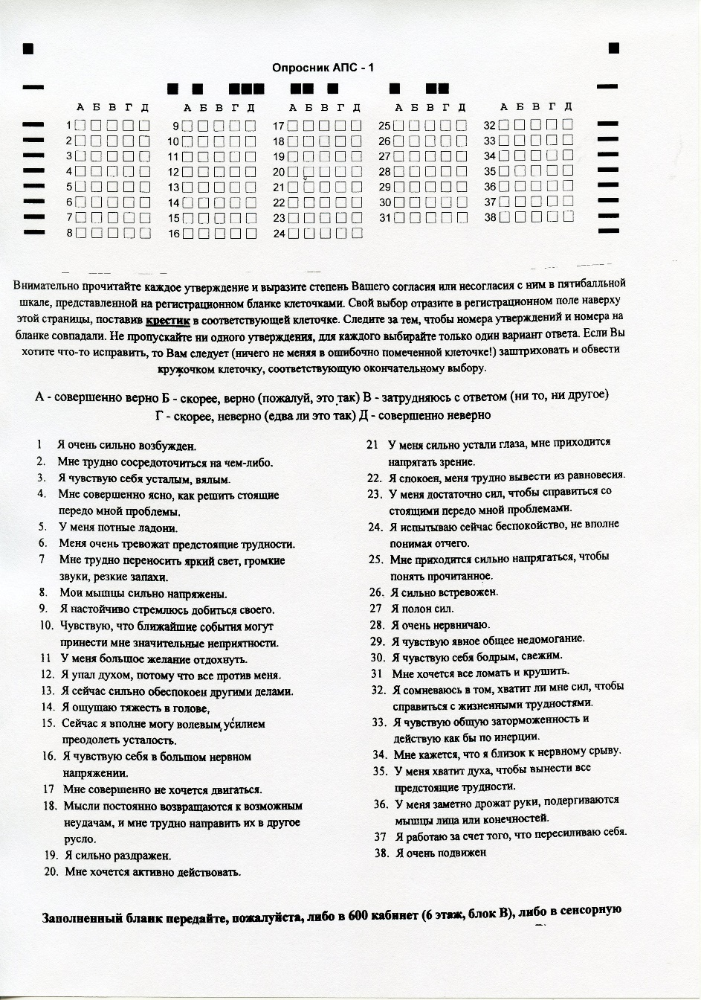 Опросник АПС - 1
А Б В Г Д А Б В Г Д А Б В Г Д А Б В Г Д А Б В Г Д
1 9 17 25 32
2 10 18 26 33
3 11 19 27 34
4 12 20 28 35
5 13 21 29 36
6 14 22 30 37
7 15 23 31 38
8 16 24
Внимательно прочитайте каждое утверждение и выразите степень Вашего согласия или несогласия с ним в пятибалльной
шкале, представленной на регистрационном бланке клеточками. Свой выбор отразите в регистрационном поле наверху
этой страницы, поставив крестик в соответствующей клеточке. Следите за тем, чтобы номера утверждений и номера на
бланке совпадали. Не пропускайте ни одного утверждения, для каждого выбирайте только один вариант ответа. Если Вы
хотите что-то исправить, то Вам следует (ничего не меняя в ошибочно помеченной клеточке!) заштриховать и обвести
кружочком клеточку, соответствующую окончательному выбору.
А - совершенно верно Б - скорее, верно (пожалуй, это так) В - затрудняюсь с ответом (ни то, ни другое)
Г - скорее, неверно (едва ли это так) Д - совершенно неверно
1 Я очень сильно возбужден.
2. Мне трудно сосредоточиться на чем-либо.
3. Я чувствую себя усталым, вялым.
4. Мне совершенно ясно, как решить стоящие
передо мной проблемы.
5. У меня потные ладони.
6. Меня очень тревожат предстоящие трудности.
7 Мне трудно переносить яркий свет, громкие
звуки, резкие запахи.
8. Мои мышцы сильно напряжены.
9. Я настойчиво стремлюсь добиться своего.
10. Чувствую, что ближайшие события могут
принести мне значительные неприятности.
11 У меня большое желание отдохнуть.
12. Я упал духом, потому что все против меня.
13. Я сейчас сильно обеспокоен другими делами.
14. Я ощущаю тяжесть в голове,
15. Сейчас я вполне могу волевым усилием
преодолеть усталость.
16. Я чувствую себя в большом нервном
напряжении.
17 Мне совершенно не хочется двигаться.
18. Мысли постоянно возвращаются к возможным
неудачам, и мне трудно направить их в другое
русло.
19. Я сильно раздражен.
20. Мне хочется активно действовать.
21 У меня сильно устали глаза, мне приходится
напрягать зрение.
22. Я спокоен, меня трудно вывести из равновесия.
23. У меня достаточно сил, чтобы справиться со
стоящими передо мной проблемами.
24. Я испытываю сейчас беспокойство, не вполне
понимая отчего.
25. Мне приходится сильно напрягаться, чтобы
понять прочитанное.
26. Я сильно встревожен.
27 Я полон сил.
28. Я очень нервничаю.
29. Я чувствую явное общее недомогание.
30. Я чувствую себя бодрым, свежим.
31 Мне хочется все ломать и крушить.
32. Я сомневаюсь в том, хватит ли мне сил, чтобы
справиться с жизненными трудностями.
33. Я чувствую общую заторможенность и
действую как бы по инерции.
34. Мне кажется, что я близок к нервному срыву.
35. У меня хватит духа, чтобы вынести все
предстоящие трудности.
36. У меня заметно дрожат руки, подергиваются
мышцы лица или конечностей.
37 Я работаю за счет того, что пересиливаю себя.
38. Я очень подвижен
Заполненный бланк передайте, пожалуйста, либо в 600 кабинет (6 этаж, блок В), либо в сенсорную